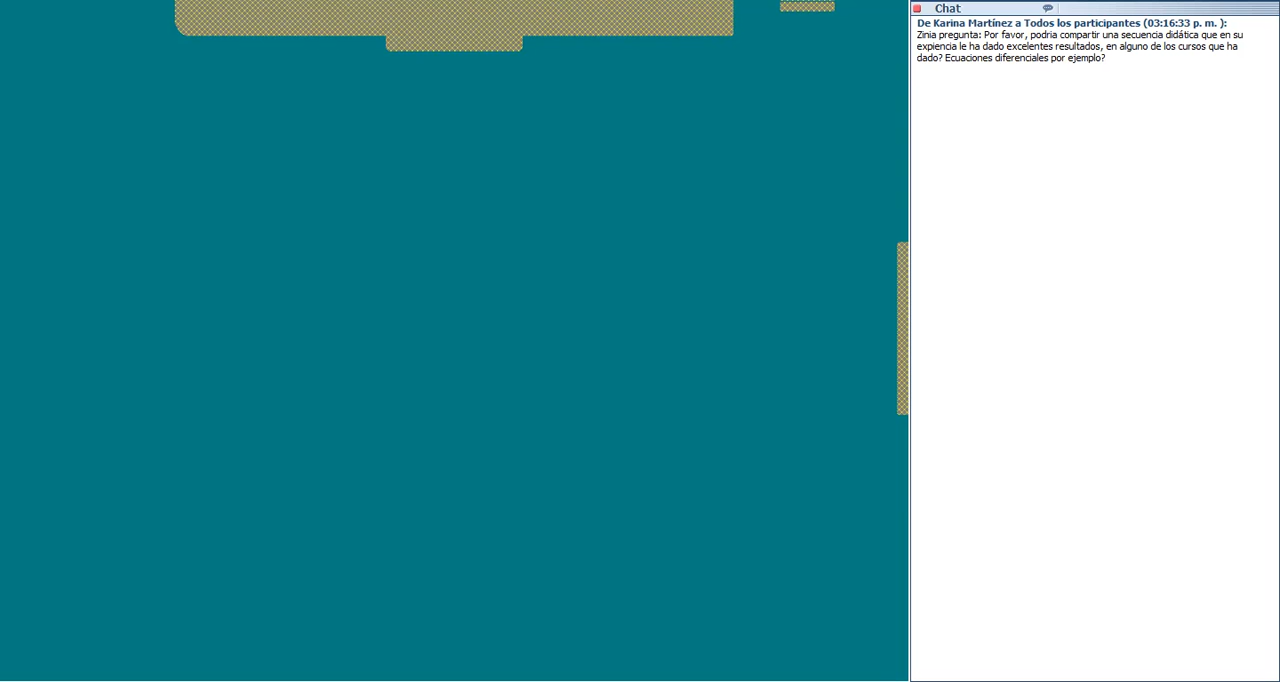 Chat
De Karina Martínez a Todos los participantes (03:16:33 p. m. ):
Zinia pregunta: Por favor, podria compartir una secuencia didática que en su
expiencia le ha dado excelentes resultados, en alguno de los cursos que ha
dado? Ecuaciones diferenciales por ejemplo?